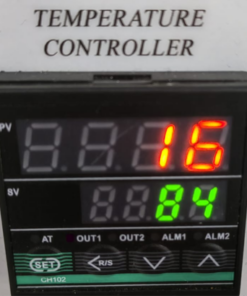 TEMPERATURE
CONTROLLER
PV 16
SV 84
AT OUT1 OUT2 ALM1 ALM2
SET <R/S
CH102